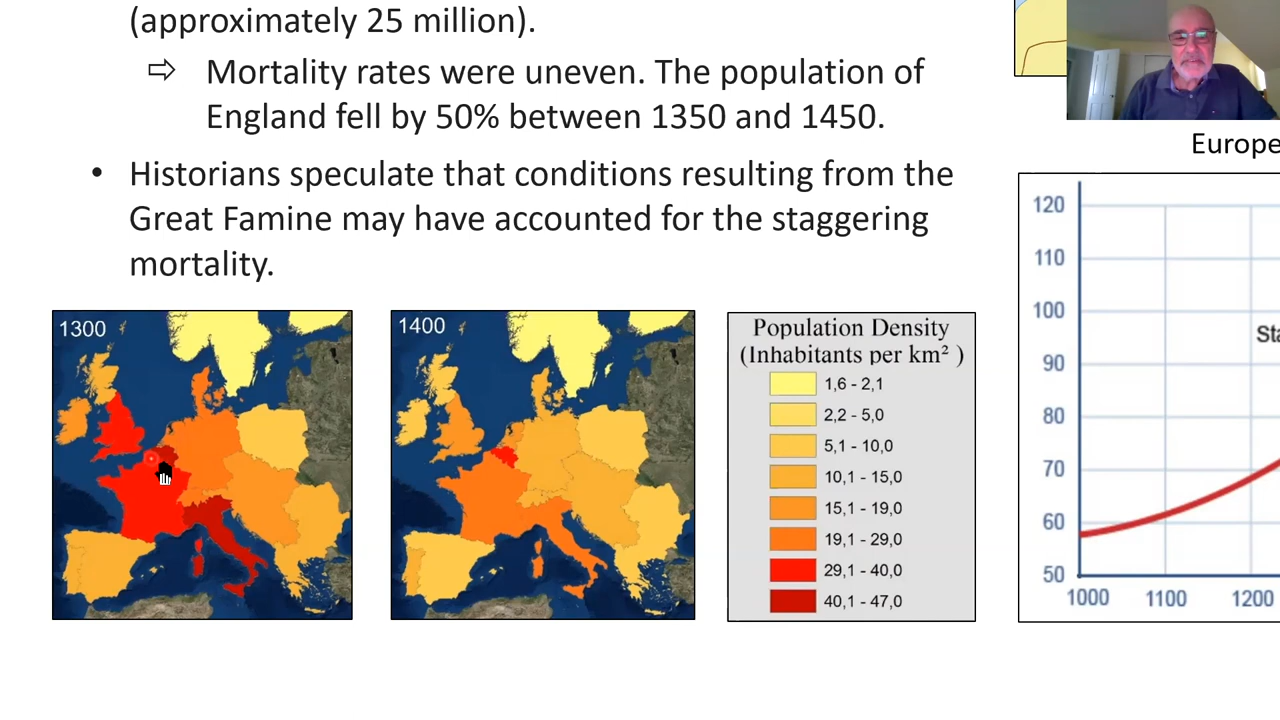 (approximately 25 million).
⇨ Mortality rates were uneven. The population of
England fell by 50% between 1350 and 1450.
• Historians speculate that conditions resulting from the
Great Famine may have accounted for the staggering
mortality.
1300
1400
Population Density
(Inhabitants per km² )
1,6 - 2,1
2,2 - 5,0
5,1 - 10,0
10,1 - 15,0
15,1 - 19,0
19,1 - 29,0
29,1 - 40,0
40,1 - 47,0
Europe
120
110
100
Sta
90
80
70
60
50
1000 1100 1200